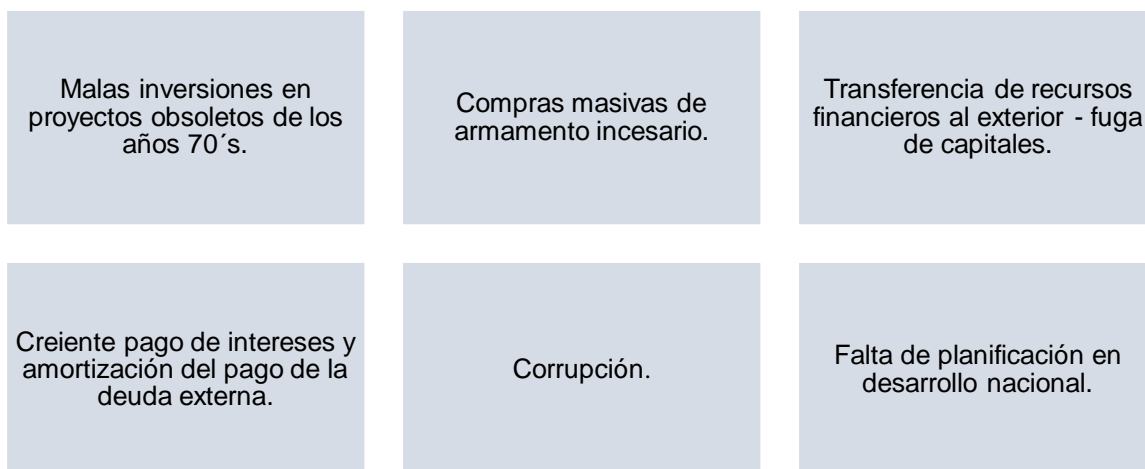 Malas inversiones en
proyectos obsoletos de los
años 70´s.
Compras masivas de
armamento incesario.
Transferencia de recursos
financieros al exterior - fuga
de capitales.
Creiente pago de intereses y
amortización del pago de la
deuda externa.
Corrupción.
Falta de planificación en
desarrollo nacional.